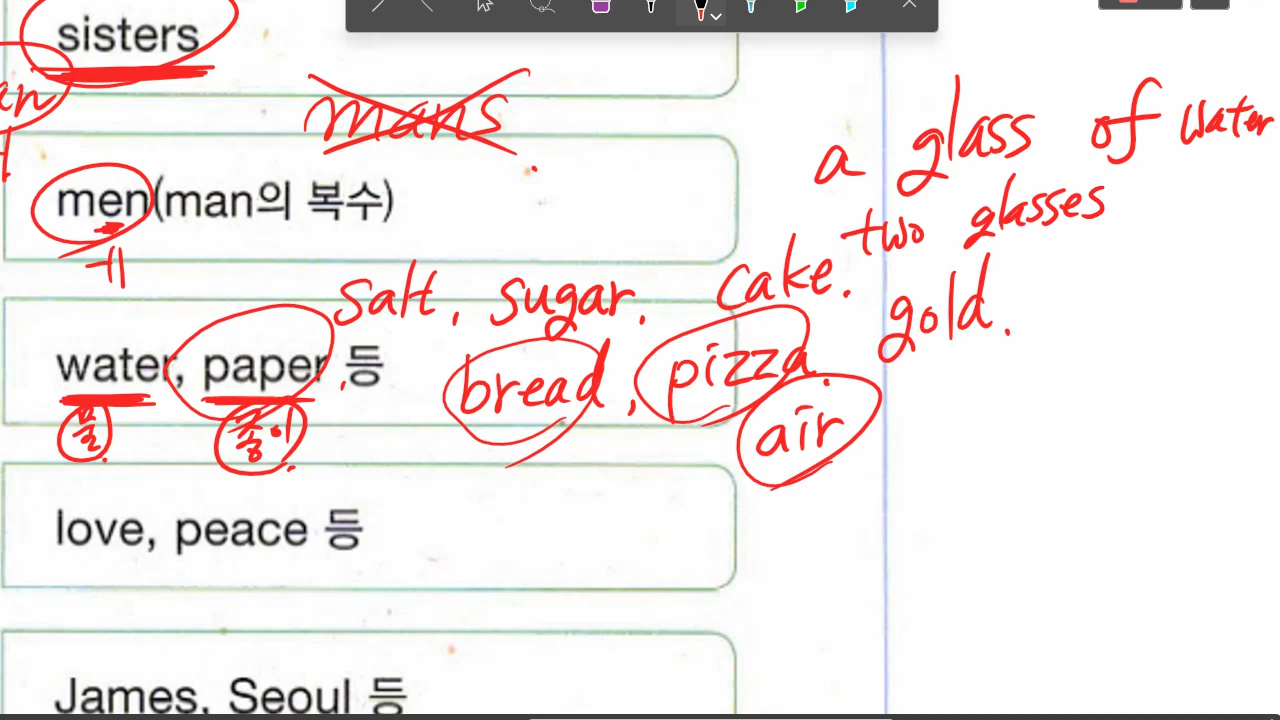 sisters
an
mans
a glass of water
men(man의 복수)
two glasses
ㅔ
salt, sugar. cake.
gold.
water, paper 등
bread, pizza.
air
물
종이
love, peace 등
James, Seoul 등